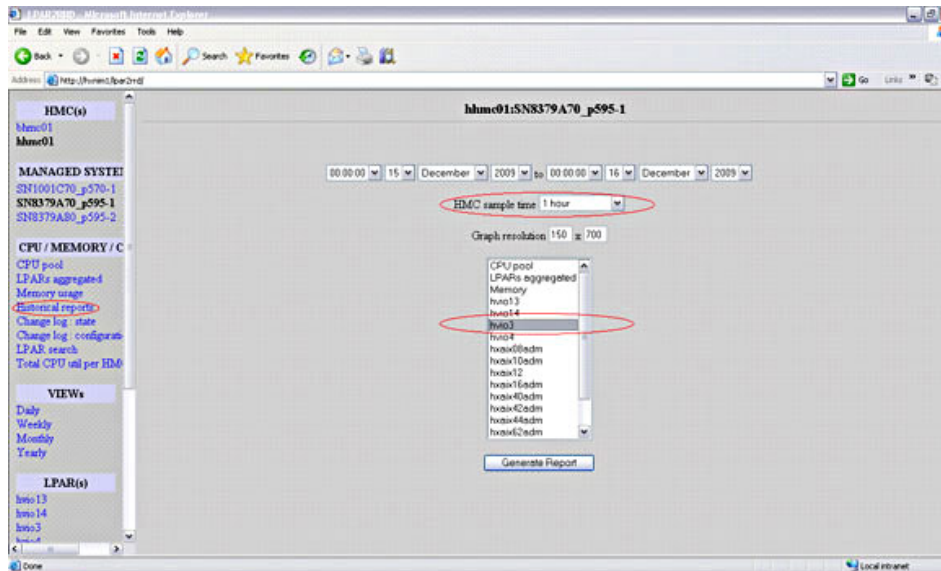 LPAR2RRD - Microsoft Internet Explorer
File Edit View Favorites Tools Help
Back Search Favorites
Address http://hvnim1/lpar2rrd/ Go Links »
HMC(s)
bhmc01
hhmc01
MANAGED SYSTE
SN1001C70_p570-1
SN8379A70_p595-1
SN8379A80_p595-2
CPU / MEMORY / C
CPU pool
LPARs aggregated
Memory usage
Historical reports
Change log : state
Change log : configurati
LPAR search
Total CPU util per HM
VIEWs
Daily
Weekly
Monthly
Yearly
LPAR(s)
hvio13
hvio14
hvio3
hvio4
hhmc01:SN8379A70_p595-1
00:00:00 15 December 2009 to 00:00:00 16 December 2009
HMC sample time 1 hour
Graph resolution 150 x 700
CPU pool
LPARs aggregated
Memory
hvio13
hvio14
hvio3
hvio4
hxaix08adm
hxaix10adm
hxaix12
hxaix16adm
hxaix40adm
hxaix42adm
hxaix44adm
hxaix62adm
Generate Report
Done Local intranet